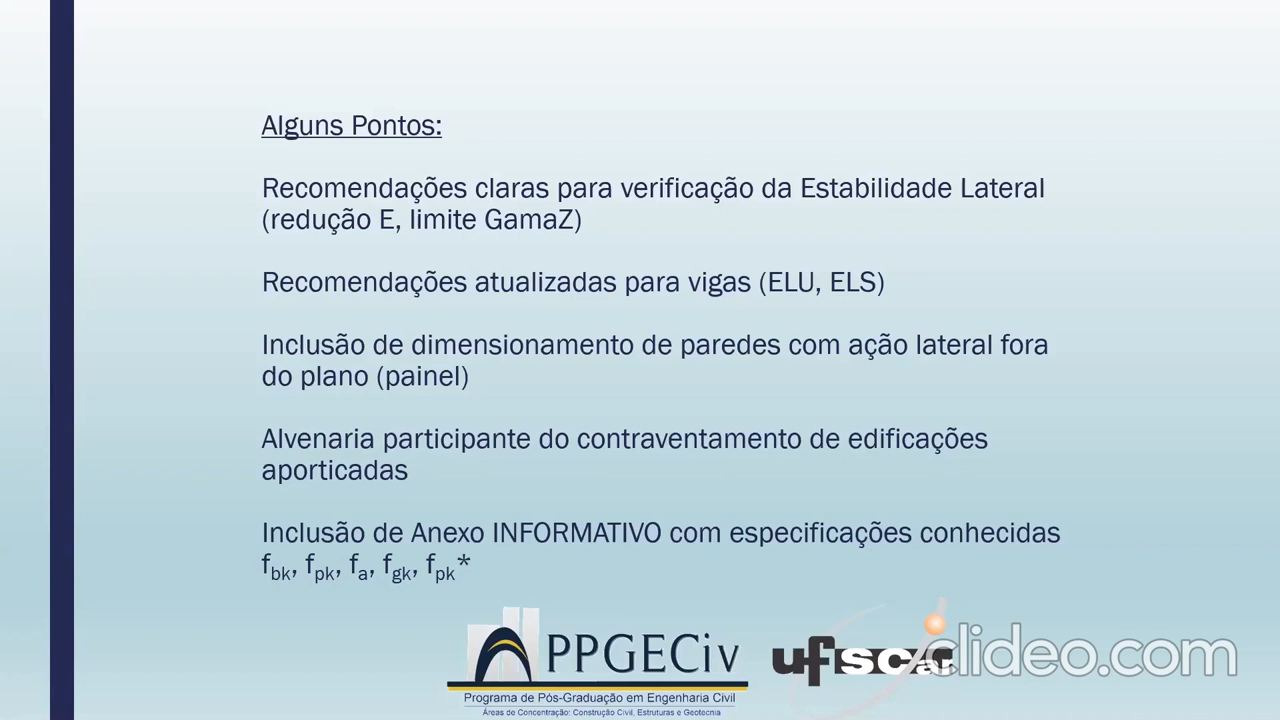 Alguns Pontos:
Recomendações claras para verificação da Estabilidade Lateral
(redução E, limite GamaZ)
Recomendações atualizadas para vigas (ELU, ELS)
Inclusão de dimensionamento de paredes com ação lateral fora
do plano (painel)
Alvenaria participante do contraventamento de edificações
aporticadas
Inclusão de Anexo INFORMATIVO com especificações conhecidas
fbk, fpk, fa, fgk, fpk*
PPGECiv
Programa de Pós-Graduação em Engenharia Civil
Áreas de Concentração: Construção Civil, Estruturas e Geotecnia
ufscar
clideo.com